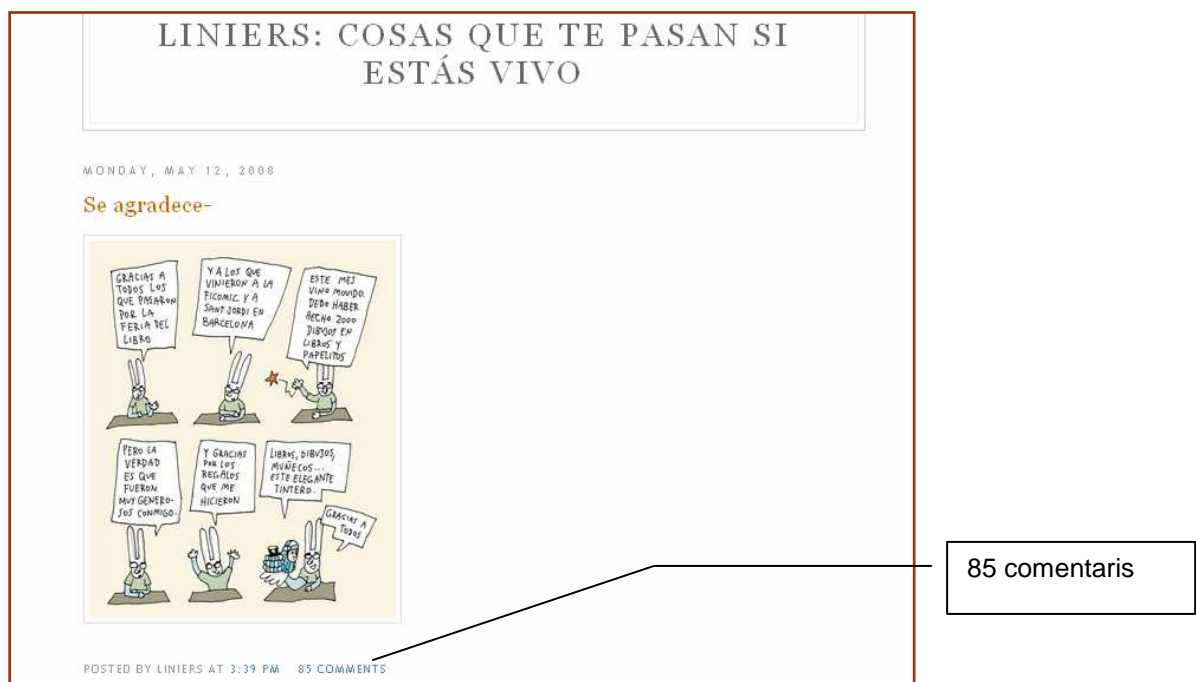 LINIERS: COSAS QUE TE PASAN SI
ESTÁS VIVO
MONDAY, MAY 12, 2008
Se agradece-
GRACIAS A
TODOS LOS
QUE PASARON
POR LA
FERIA DEL
LIBRO
Y A LOS QUE
VINIERON A LA
FICOMIC Y A
SANT JORDI EN
BARCELONA
ESTE MES
VINO MOVIDO.
DEBO HABER
HECHO 2000
DIBUJOS EN
LIBROS Y
PAPELITOS
PERO LA
VERDAD
ES QUE
FUERON
MUY GENERO-
SOS CONMIGO.
Y GRACIAS
POR LOS
REGALOS
QUE ME
HICIERON
LIBROS, DIBUJOS,
MUÑECOS...
ESTE ELEGANTE
TINTERO.
GRACIAS A
TODOS
85 comentaris
POSTED BY LINIERS AT 3:39 PM 85 COMMENTS